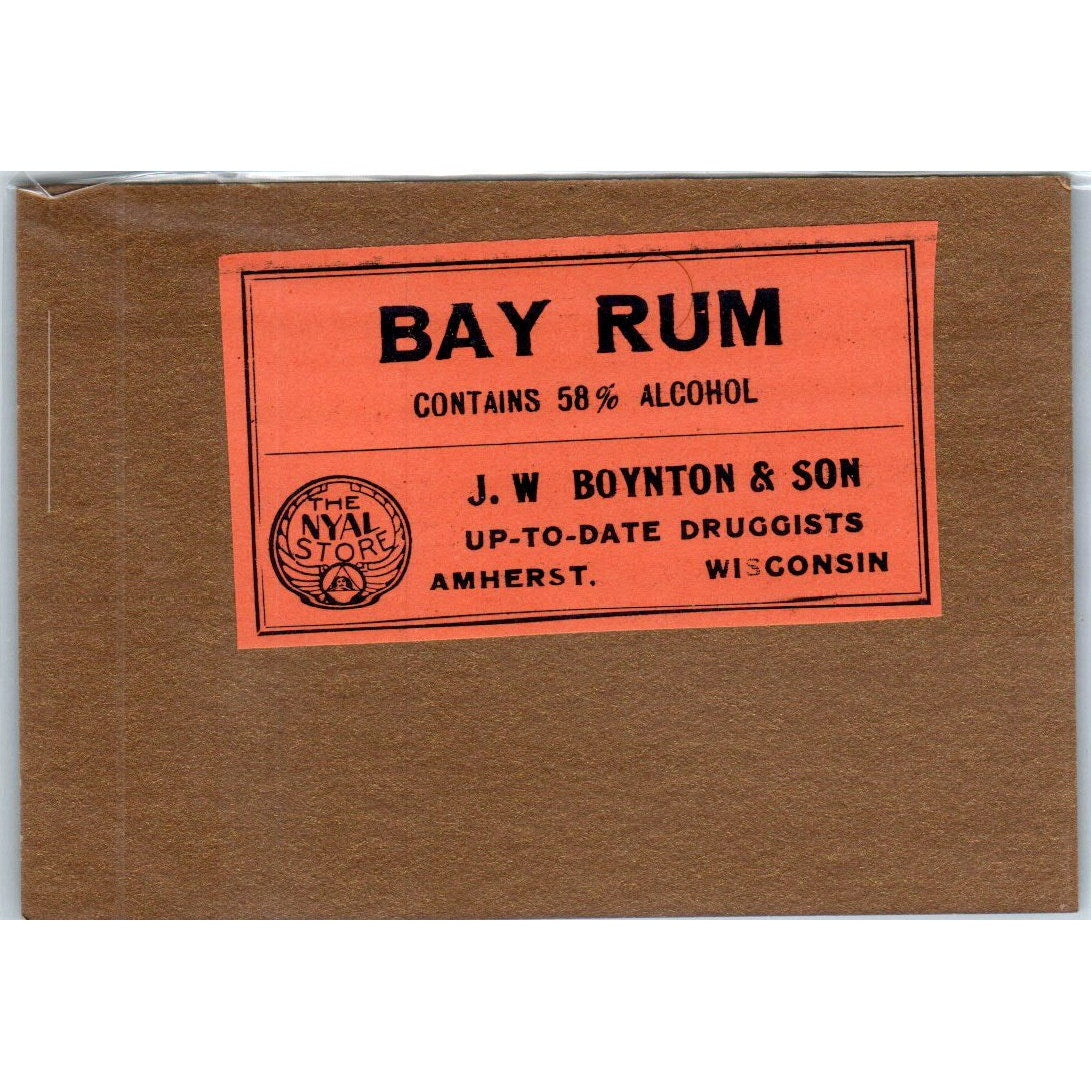 BAY RUM
CONTAINS 58% ALCOHOL
THE
NYAL
STORE
J. W BOYNTON & SON
UP-TO-DATE DRUGGISTS
AMHERST. WISCONSIN